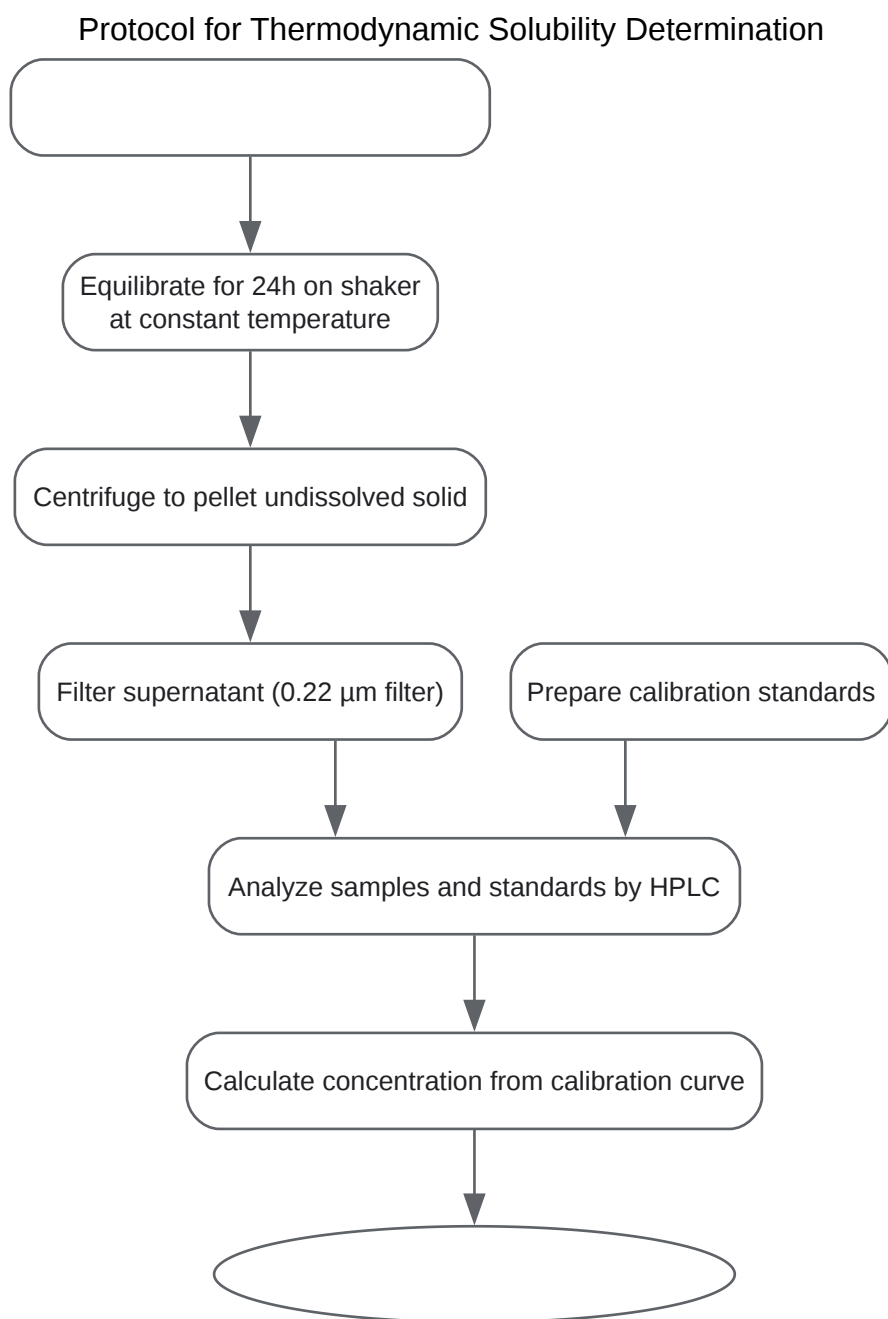 Protocol for Thermodynamic Solubility Determination
Equilibrate for 24h on shaker
at constant temperature
Centrifuge to pellet undissolved solid
Filter supernatant (0.22 µm filter)
Prepare calibration standards
Analyze samples and standards by HPLC
Calculate concentration from calibration curve